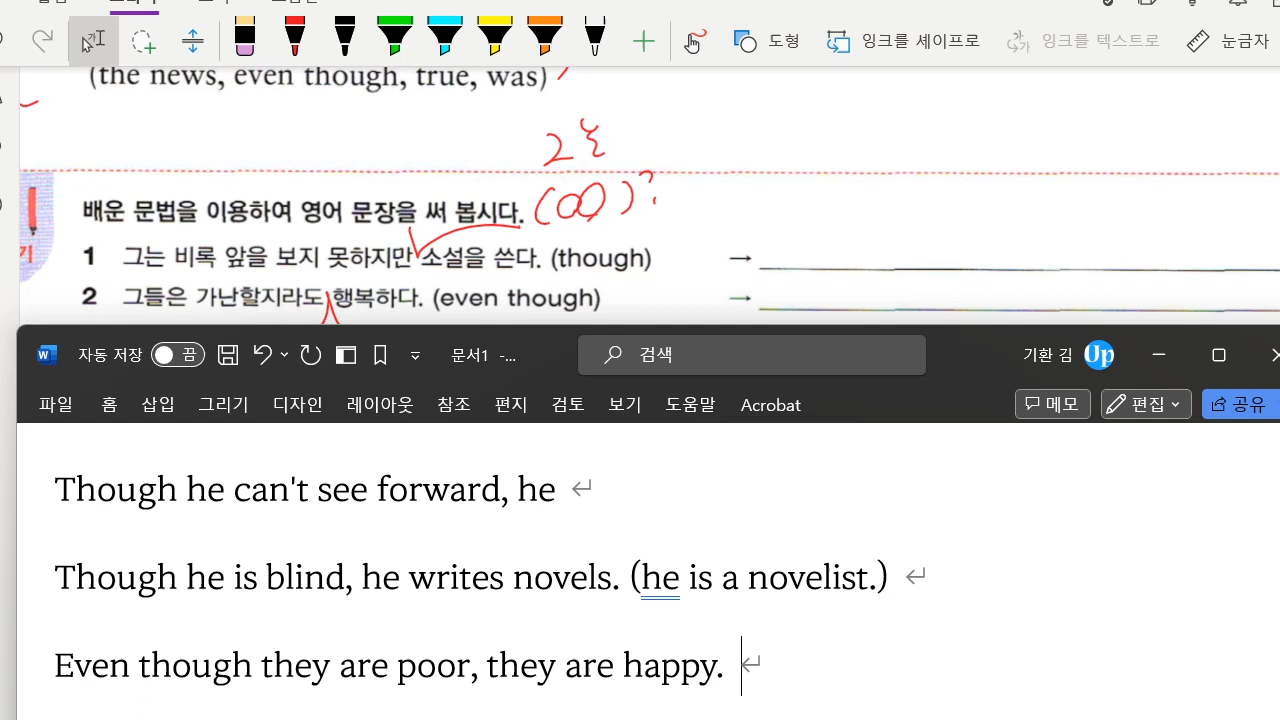 도형 잉크를 셰이프로 잉크를 텍스트로 눈금자
(the news, even though, true, was)
배운 문법을 이용하여 영어 문장을 써 봅시다.
1 그는 비록 앞을 보지 못하지만 소설을 쓴다. (though) →
2 그들은 가난할지라도 행복하다. (even though) →
자동 저장 끔 문서1 -... 검색 기환 김 Up
파일 홈 삽입 그리기 디자인 레이아웃 참조 편지 검토 보기 도움말 Acrobat 메모 편집 공유
Though he can't see forward, he
Though he is blind, he writes novels. (he is a novelist.)
Even though they are poor, they are happy.